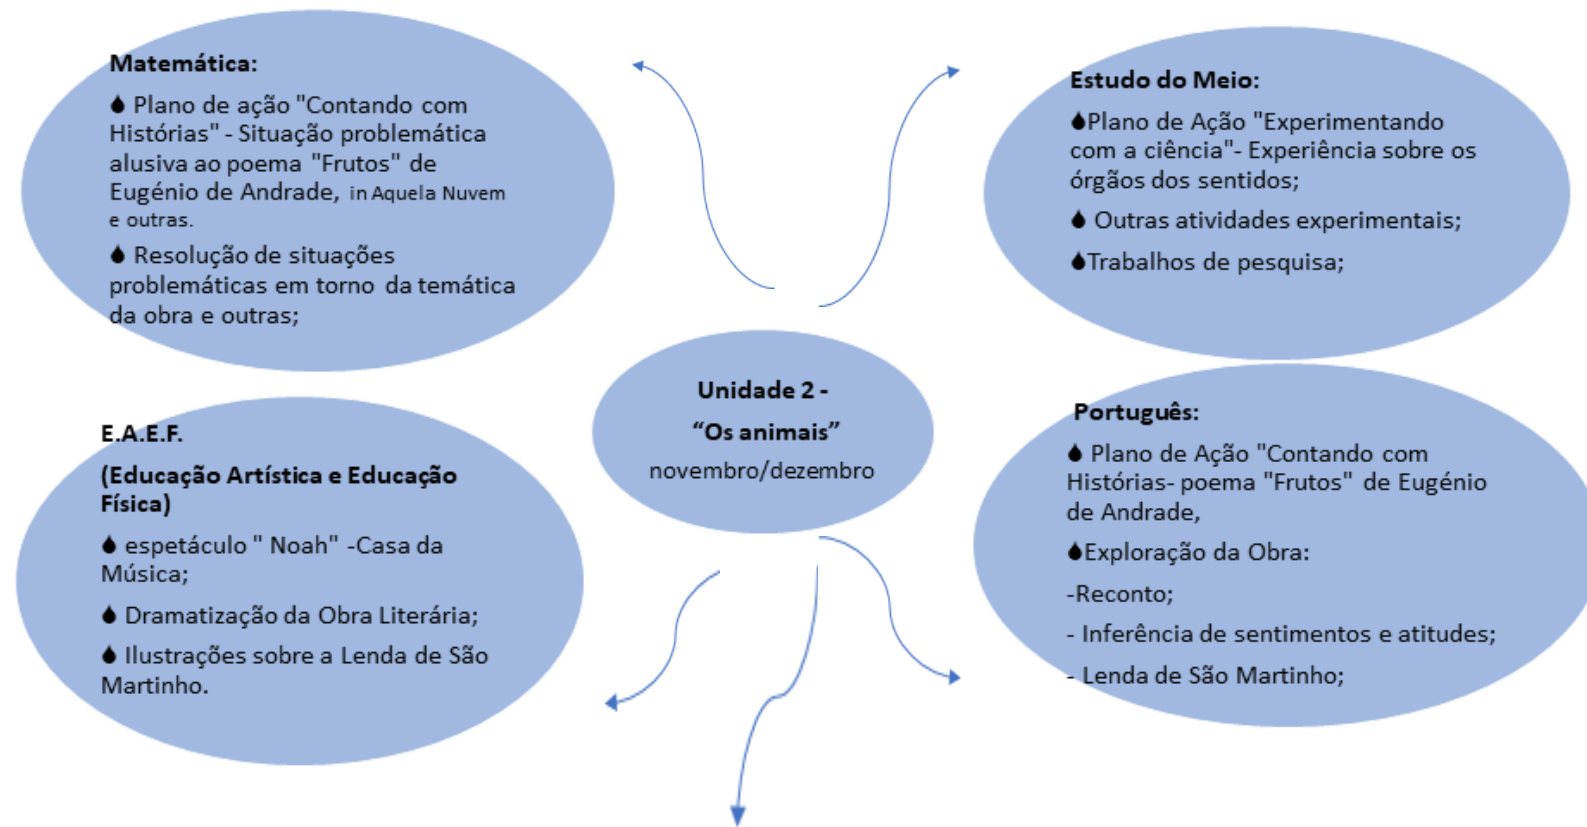 Matemática:
🌢 Plano de ação "Contando com
Histórias" - Situação problemática
alusiva ao poema "Frutos" de
Eugénio de Andrade, in Aquela Nuvem
e outras.
🌢 Resolução de situações
problemáticas em torno da temática
da obra e outras;
Estudo do Meio:
🌢Plano de Ação "Experimentando
com a ciência"- Experiência sobre os
órgãos dos sentidos;
🌢 Outras atividades experimentais;
🌢Trabalhos de pesquisa;
Unidade 2 -
“Os animais”
novembro/dezembro
E.A.E.F.
(Educação Artística e Educação
Física)
🌢 espetáculo " Noah" -Casa da
Música;
🌢 Dramatização da Obra Literária;
🌢 Ilustrações sobre a Lenda de São
Martinho.
Português:
🌢 Plano de Ação "Contando com
Histórias- poema "Frutos" de Eugénio
de Andrade,
🌢Exploração da Obra:
-Reconto;
- Inferência de sentimentos e atitudes;
- Lenda de São Martinho;